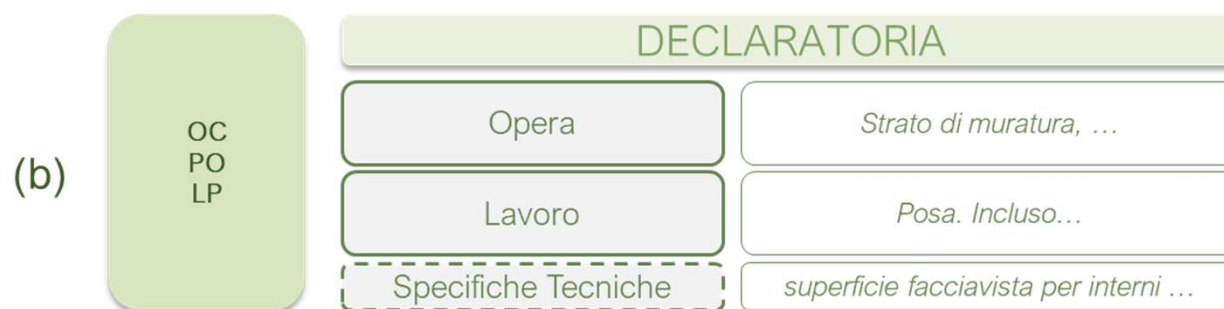 (b)
OC
PO
LP
DECLARATORIA
Opera
Strato di muratura, …
Lavoro
Posa. Incluso…
Specifiche Tecniche
superficie facciavista per interni …